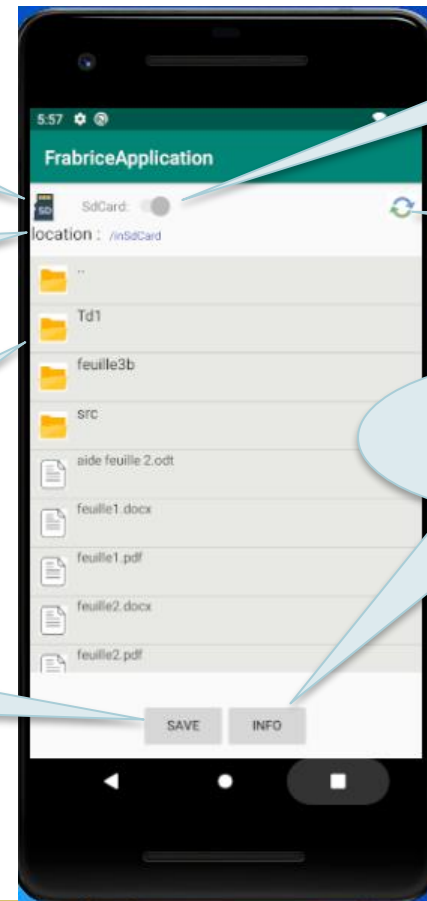 5:57
FrabriceApplication
SD
SdCard:
location : /inSdCard
..
Td1
feuille3b
src
aide feuille 2.odt
feuille1.docx
feuille1.pdf
feuille2.docx
feuille2.pdf
SAVE INFO